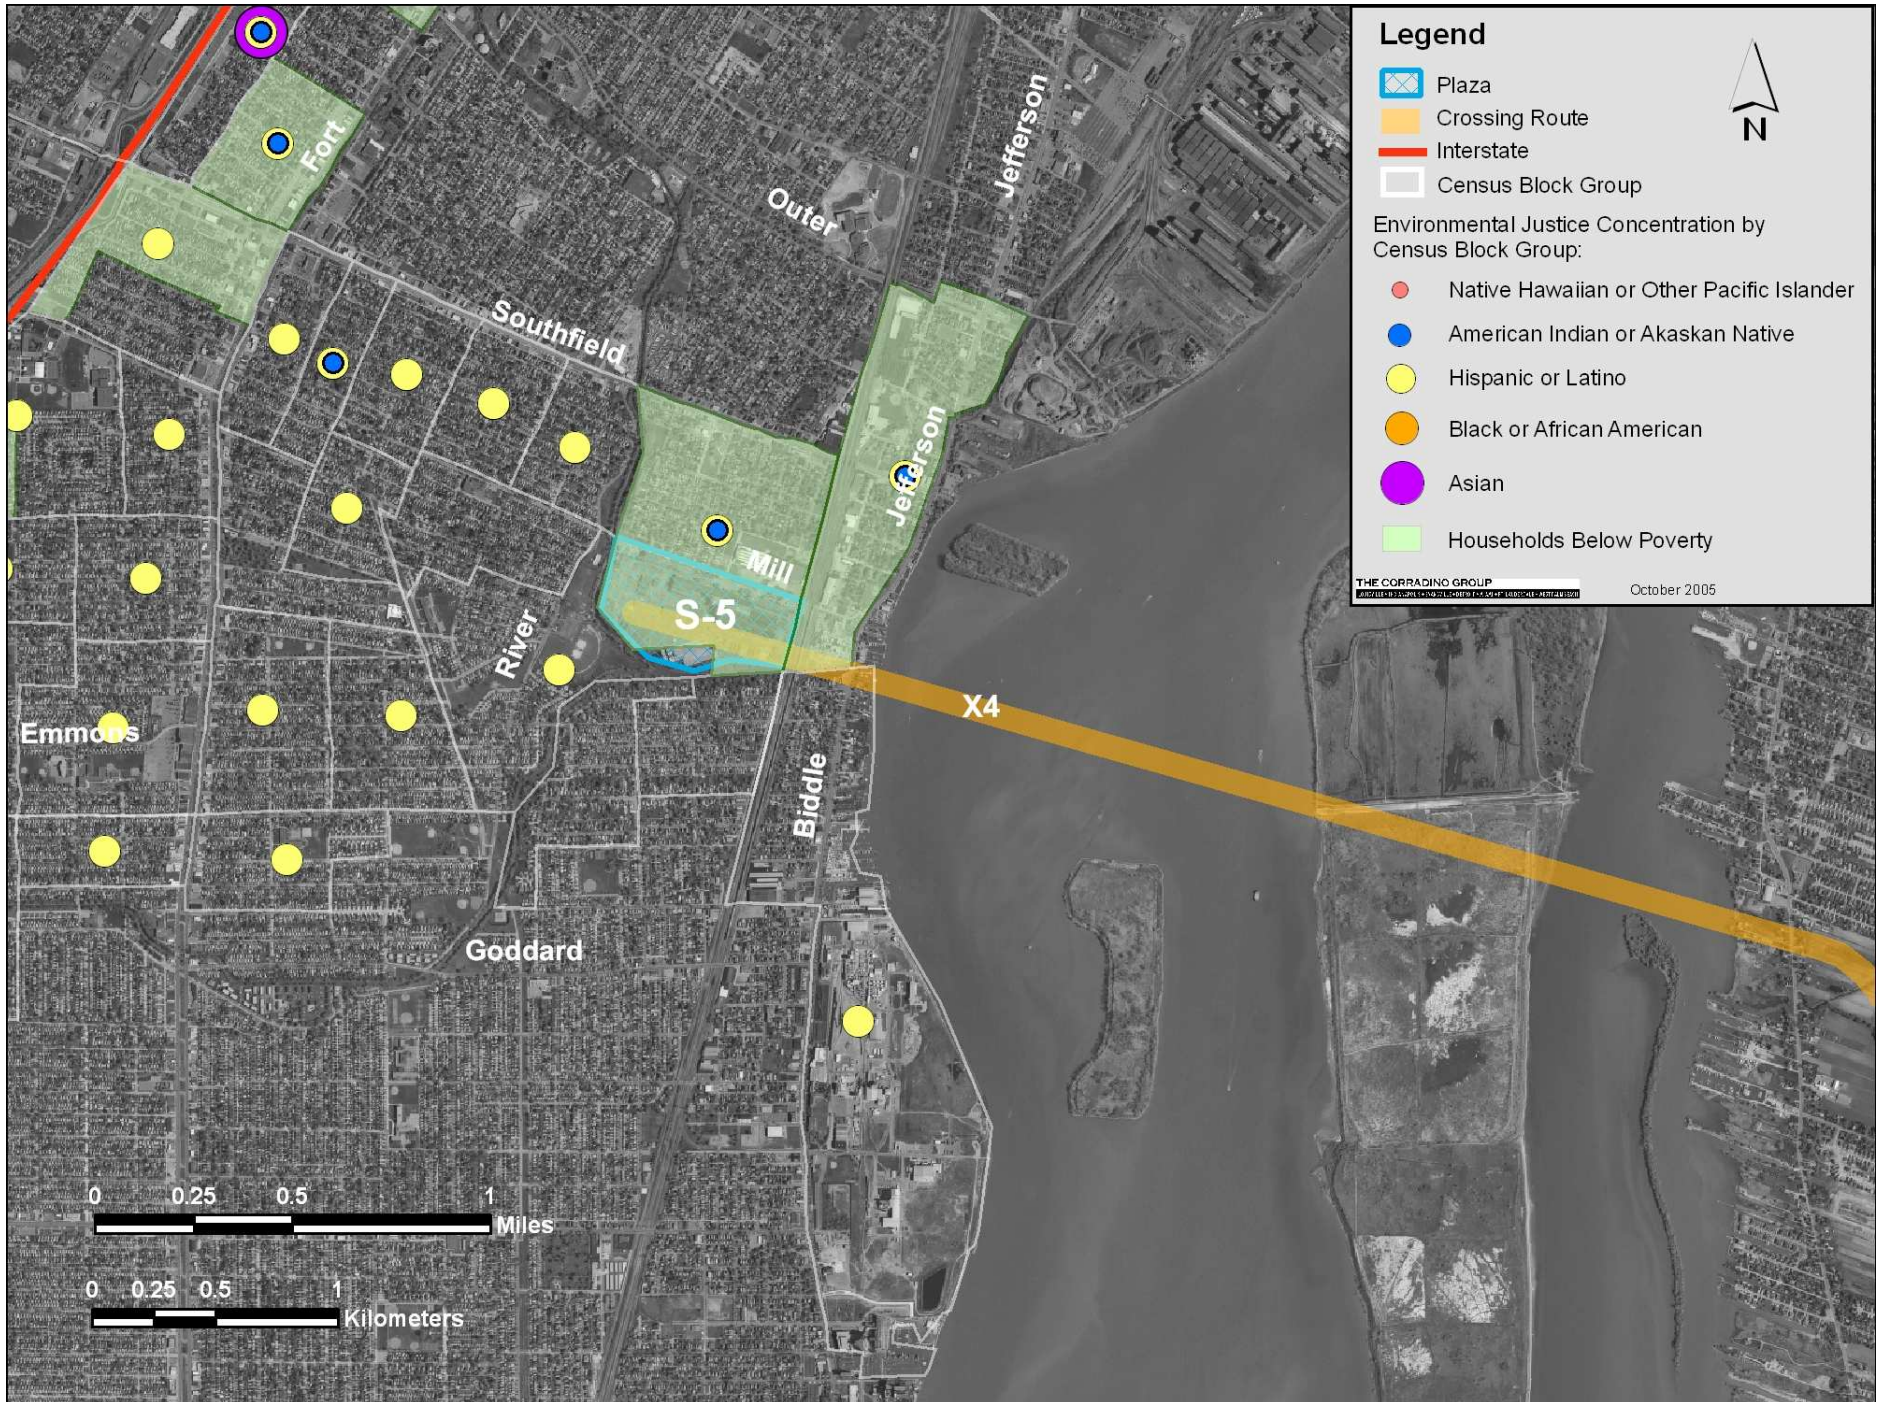 Legend
Plaza
Crossing Route
Interstate
Census Block Group
Environmental Justice Concentration by
Census Block Group:
Native Hawaiian or Other Pacific Islander
American Indian or Akaskan Native
Hispanic or Latino
Black or African American
Asian
Households Below Poverty
THE CORRADINO GROUP
October 2005
N
Fort
Jefferson
Outer
Southfield
Jefferson
Mill
S-5
River
X4
Emmons
Biddle
Goddard
0 0.25 0.5 1
Miles
0 0.25 0.5 1
Kilometers